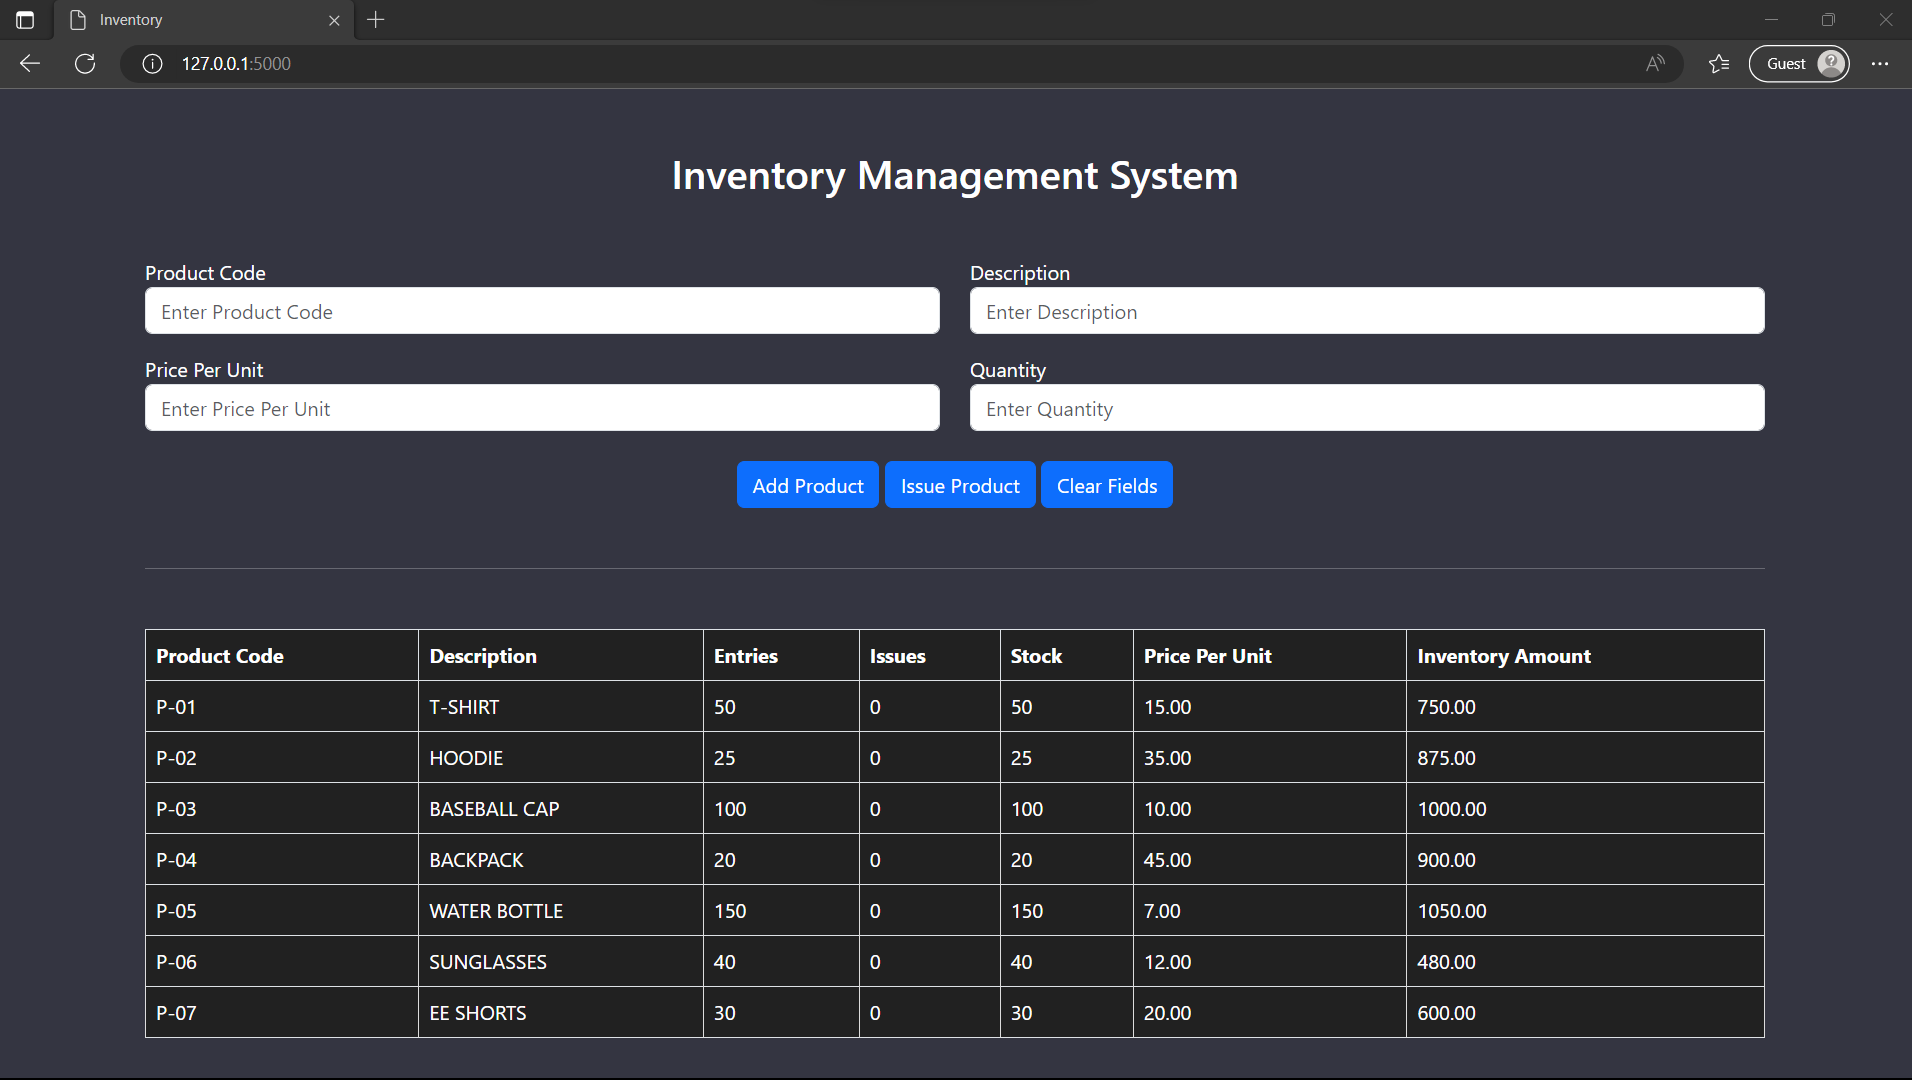 Inventory
127.0.0.1:5000
Guest
Inventory Management System
Product Code Description
Enter Product Code Enter Description
Price Per Unit Quantity
Enter Price Per Unit Enter Quantity
Add Product Issue Product Clear Fields
Product Code Description Entries Issues Stock Price Per Unit Inventory Amount
P-01 T-SHIRT 50 0 50 15.00 750.00
P-02 HOODIE 25 0 25 35.00 875.00
P-03 BASEBALL CAP 100 0 100 10.00 1000.00
P-04 BACKPACK 20 0 20 45.00 900.00
P-05 WATER BOTTLE 150 0 150 7.00 1050.00
P-06 SUNGLASSES 40 0 40 12.00 480.00
P-07 EE SHORTS 30 0 30 20.00 600.00